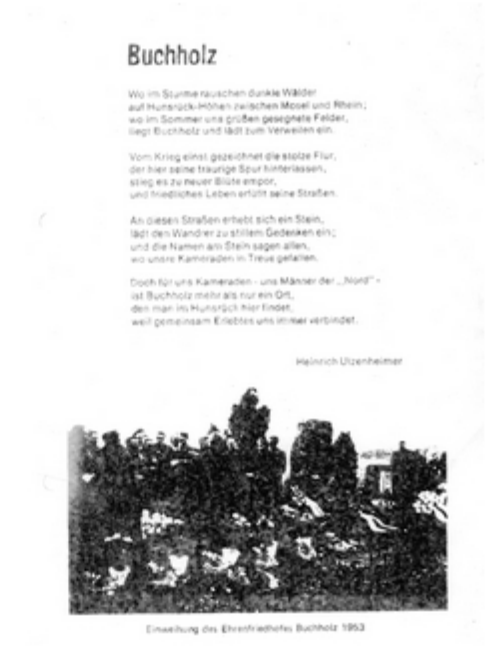 Buchholz
Wo im Sturme rauschen dunkle Wälder
auf Hunsrück-Höhen zwischen Mosel und Rhein;
wo im Sommer uns grüßen gesegnete Felder,
liegt Buchholz und lädt zum Verweilen ein.
Vom Krieg einst gezeichnet die stolze Flur,
der hier seine traurige Spur hinterlassen,
stieg es zu neuer Blüte empor,
und friedliches Leben erfüllt seine Straßen.
An diesen Straßen erhebt sich ein Stein,
lädt den Wandrer zu stillem Gedenken ein;
und die Namen am Stein sagen allen,
wo unsre Kameraden in Treue gefallen.
Doch für uns Kameraden - uns Männer der „Nord" -
ist Buchholz mehr als nur ein Ort,
den man im Hunsrück hier findet,
weil gemeinsam Erlebtes uns immer verbindet.
Heinrich Ulzenheimer
Einweihung des Ehrenfriedhofes Buchholz 1953